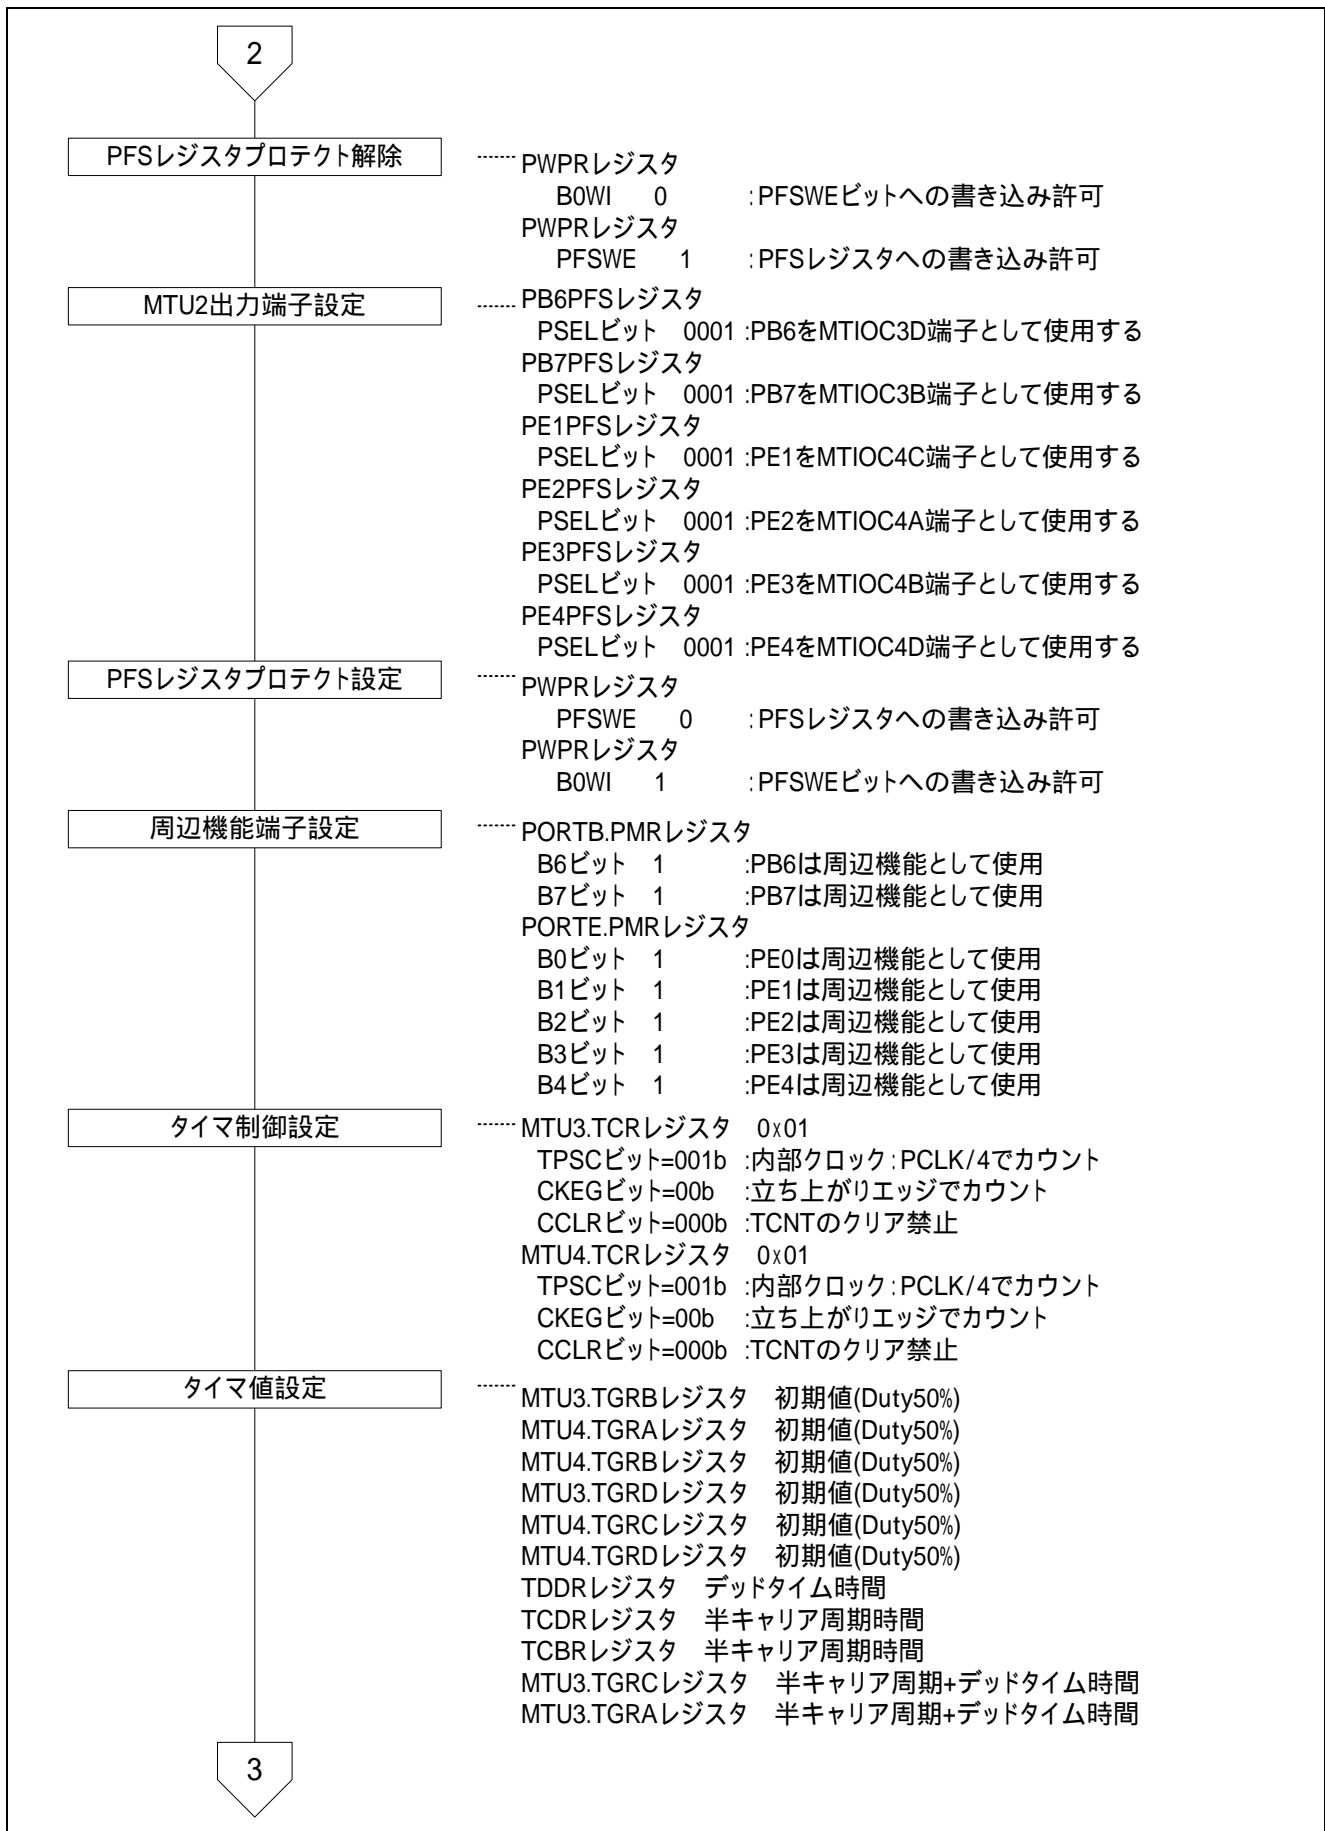 2
PFSレジスタプロテクト解除
PWPRレジスタ
B0WI 0 :PFSWEビットへの書き込み許可
PWPRレジスタ
PFSWE 1 :PFSレジスタへの書き込み許可
MTU2出力端子設定
PB6PFSレジスタ
PSELビット 0001 :PB6をMTIOC3D端子として使用する
PB7PFSレジスタ
PSELビット 0001 :PB7をMTIOC3B端子として使用する
PE1PFSレジスタ
PSELビット 0001 :PE1をMTIOC4C端子として使用する
PE2PFSレジスタ
PSELビット 0001 :PE2をMTIOC4A端子として使用する
PE3PFSレジスタ
PSELビット 0001 :PE3をMTIOC4B端子として使用する
PE4PFSレジスタ
PSELビット 0001 :PE4をMTIOC4D端子として使用する
PFSレジスタプロテクト設定
PWPRレジスタ
PFSWE 0 :PFSレジスタへの書き込み許可
PWPRレジスタ
B0WI 1 :PFSWEビットへの書き込み許可
周辺機能端子設定
PORTB.PMRレジスタ
B6ビット 1 :PB6は周辺機能として使用
B7ビット 1 :PB7は周辺機能として使用
PORTE.PMRレジスタ
B0ビット 1 :PE0は周辺機能として使用
B1ビット 1 :PE1は周辺機能として使用
B2ビット 1 :PE2は周辺機能として使用
B3ビット 1 :PE3は周辺機能として使用
B4ビット 1 :PE4は周辺機能として使用
タイマ制御設定
MTU3.TCRレジスタ 0x01
TPSCビット=001b :内部クロック:PCLK/4でカウント
CKEGビット=00b :立ち上がりエッジでカウント
CCLRビット=000b :TCNTのクリア禁止
MTU4.TCRレジスタ 0x01
TPSCビット=001b :内部クロック:PCLK/4でカウント
CKEGビット=00b :立ち上がりエッジでカウント
CCLRビット=000b :TCNTのクリア禁止
タイマ値設定
MTU3.TGRBレジスタ 初期値(Duty50%)
MTU4.TGRAレジスタ 初期値(Duty50%)
MTU4.TGRBレジスタ 初期値(Duty50%)
MTU3.TGRDレジスタ 初期値(Duty50%)
MTU4.TGRCレジスタ 初期値(Duty50%)
MTU4.TGRDレジスタ 初期値(Duty50%)
TDDRレジスタ デッドタイム時間
TCDRレジスタ 半キャリア周期時間
TCBRレジスタ 半キャリア周期時間
MTU3.TGRCレジスタ 半キャリア周期+デッドタイム時間
MTU3.TGRAレジスタ 半キャリア周期+デッドタイム時間
3